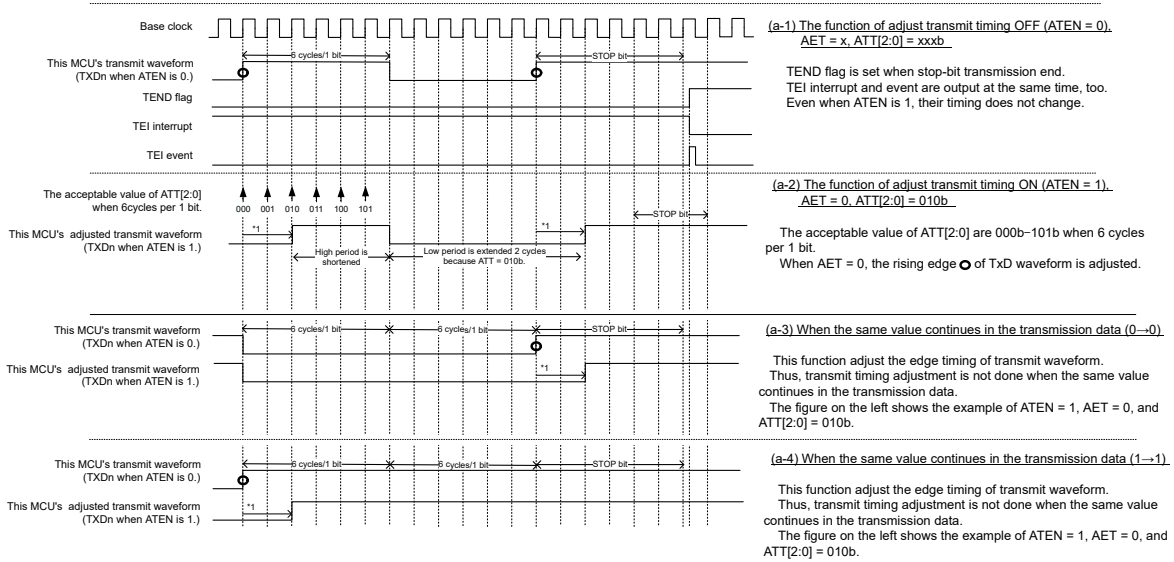 Base clock
6 cycles/1 bit
STOP bit
This MCU's transmit waveform
(TXDn when ATEN is 0.)
TEND flag
TEI interrupt
TEI event
(a-1) The function of adjust transmit timing OFF (ATEN = 0),
AET = x, ATT[2:0] = xxxb
TEND flag is set when stop-bit transmission end.
TEI interrupt and event are output at the same time, too.
Even when ATEN is 1, their timing does not change.
The acceptable value of ATT[2:0]
when 6cycles per 1 bit.
000 001 010 011 100 101
STOP bit
This MCU's adjusted transmit waveform
(TXDn when ATEN is 1.)
*1
*1
High period is
shortened
Low period is extended 2 cycles
because ATT = 010b.
(a-2) The function of adjust transmit timing ON (ATEN = 1),
AET = 0, ATT[2:0] = 010b
The acceptable value of ATT[2:0] are 000b−101b when 6 cycles
per 1 bit.
When AET = 0, the rising edge of TxD waveform is adjusted.
This MCU's transmit waveform
(TXDn when ATEN is 0.)
6 cycles/1 bit
6 cycles/1 bit
STOP bit
This MCU's adjusted transmit waveform
(TXDn when ATEN is 1.)
*1
(a-3) When the same value continues in the transmission data (0→0)
This function adjust the edge timing of transmit waveform.
Thus, transmit timing adjustment is not done when the same value
continues in the transmission data.
The figure on the left shows the example of ATEN = 1, AET = 0, and
ATT[2:0] = 010b.
This MCU's transmit waveform
(TXDn when ATEN is 0.)
6 cycles/1 bit
6 cycles/1 bit
STOP bit
This MCU's adjusted transmit waveform
(TXDn when ATEN is 1.)
*1
(a-4) When the same value continues in the transmission data (1→1)
This function adjust the edge timing of transmit waveform.
Thus, transmit timing adjustment is not done when the same value
continues in the transmission data.
The figure on the left shows the example of ATEN = 1, AET = 0, and
ATT[2:0] = 010b.